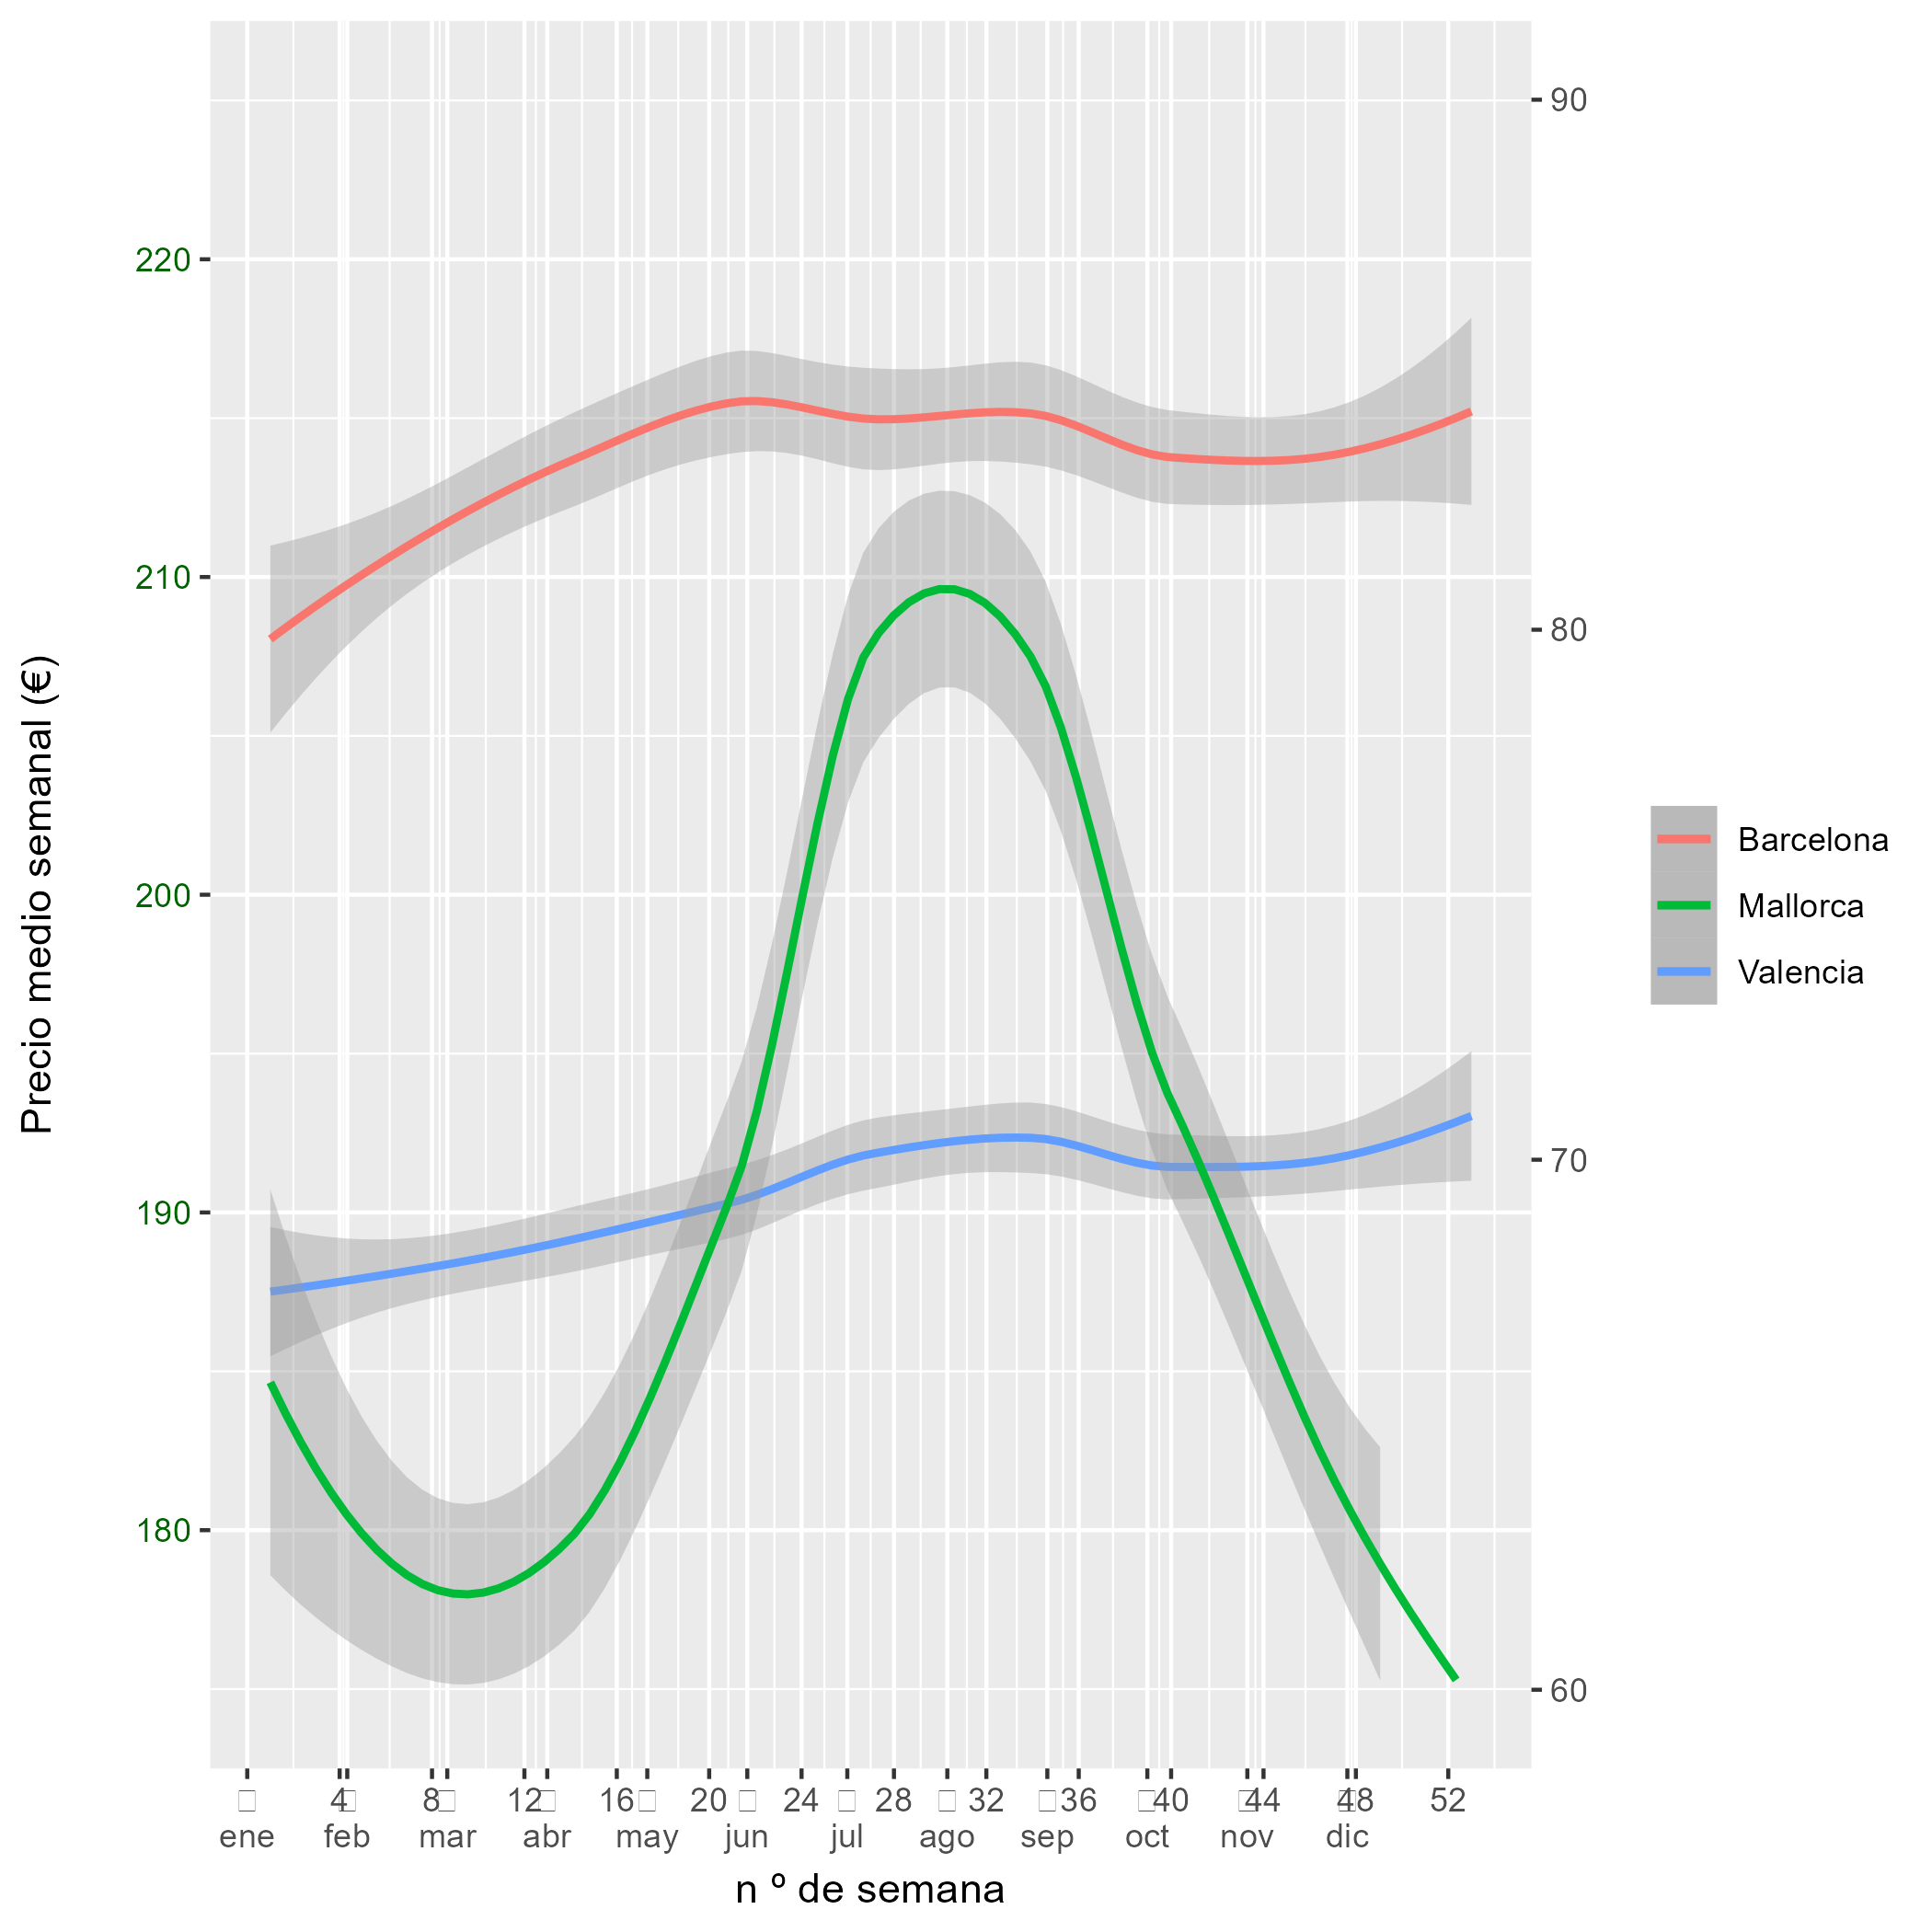 Precio medio semanal (€)
220
210
200
190
180
90
80
70
60
4 8 12 16 20 24 28 32 36 40 44 48 52
ene feb mar abr may jun jul ago sep oct nov dic
n º de semana
Barcelona
Mallorca
Valencia